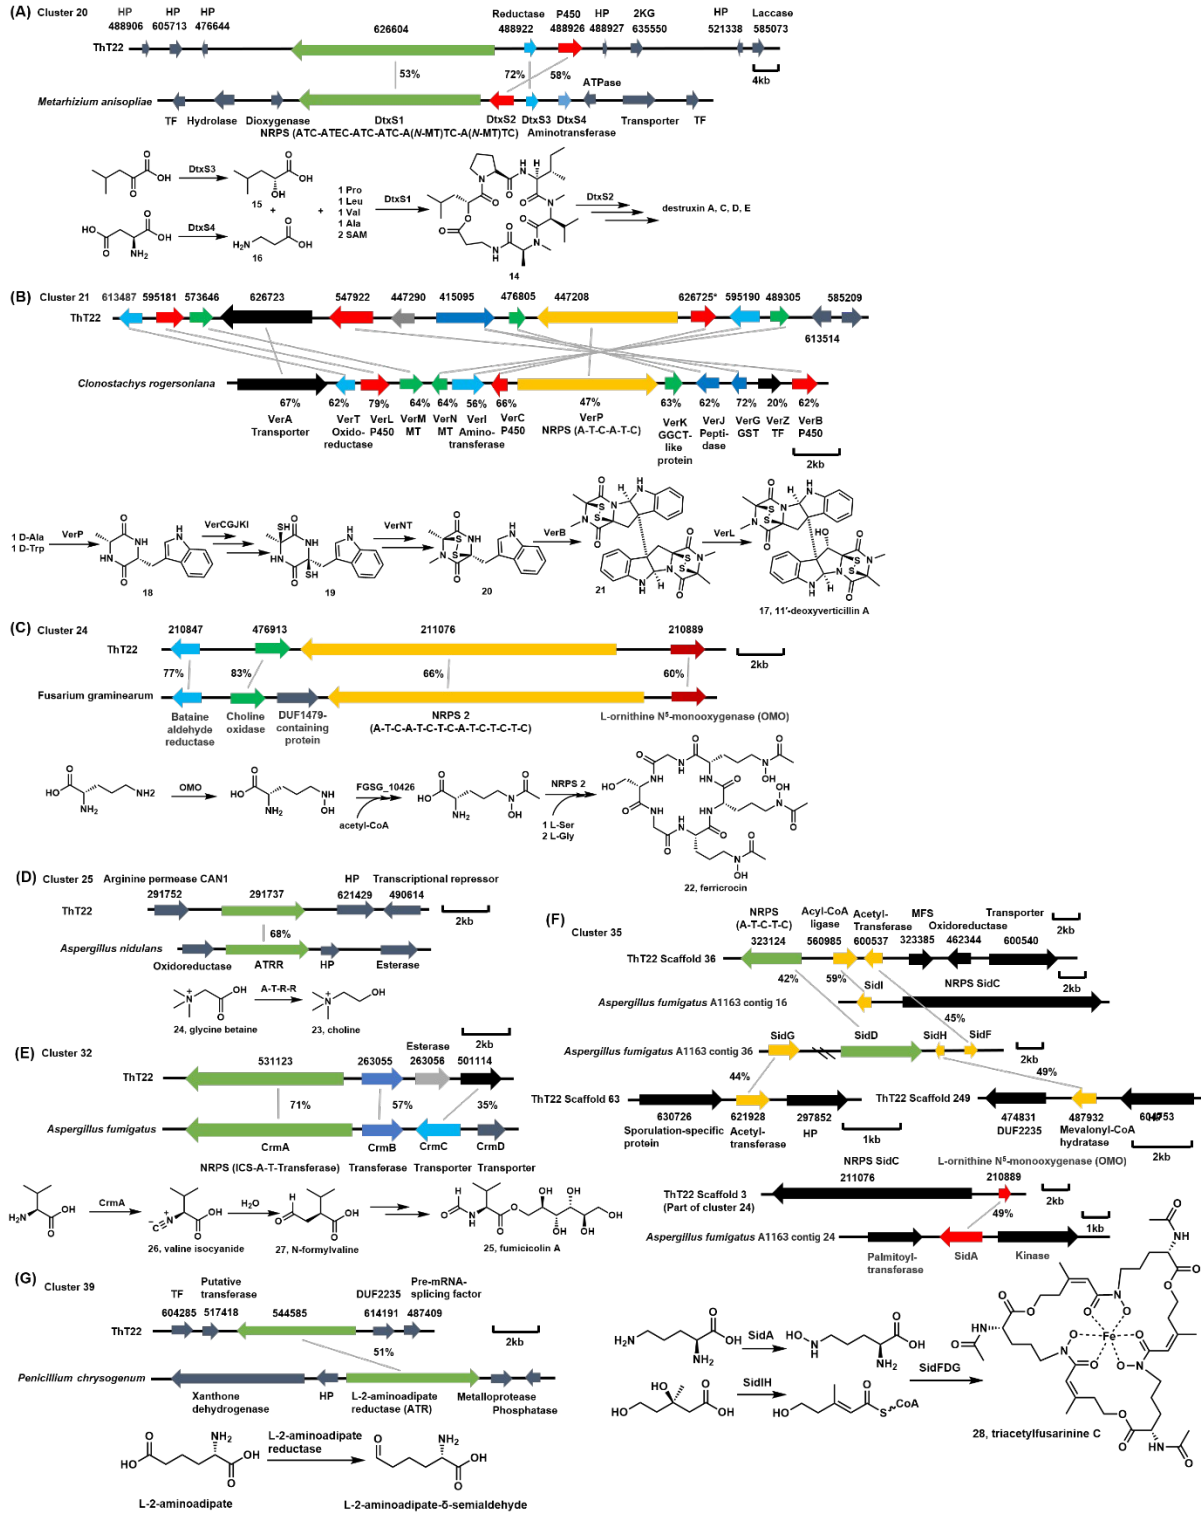 (A) Cluster 20
HP HP HP Reductase P450 HP 2KG HP Laccase
488906 605713 476644 626604 488922 488926 488927 635550 521338 585073
ThT22
4kb
53% 72% 58% ATPase
Metarhizium anisopliae
TF Hydrolase Dioxygenase DtxS1 DtxS2 DtxS3 DtxS4 Transporter TF
NRPS (ATC-ATEC-ATC-ATC-A(N-MT)TC-A(N-MT)TC) Aminotransferase
DtxS3
15
+ +
1 Pro
1 Leu
1 Val
1 Ala
2 SAM
DtxS1
DtxS2
destruxin A, C, D, E
DtxS4
16
14
(B) Cluster 21
613487 595181 573646 626723 547922 447290 415095 476805 447208 626725* 595190 489305 585209
ThT22
613514
Clonostachys rogersoniana
67% 62% 79% 64% 64% 56% 66% 47% 63% 62% 72% 20% 62%
VerA VerT VerL VerM VerN VerI VerC VerP VerK VerJ VerG VerZ VerB
Transporter Oxido- P450 MT MT Amino- P450 NRPS (A-T-C-A-T-C) GGCT- Pepti- GST TF P450
reductase transferase like dase
protein
2kb
1 D-Ala
1 D-Trp
VerP
18
VerCGJKI
19
VerNT
20
VerB
21
VerL
17, 11'-deoxyverticillin A
(C) Cluster 24
210847 476913 211076 210889
ThT22
2kb
77% 83% 66% 60%
Fusarium graminearum
Bataine Choline DUF1479- NRPS 2 L-ornithine N⁵-monooxygenase (OMO)
aldehyde oxidase containing (A-T-C-A-T-C-T-C-A-T-C-T-C-T-C)
reductase protein
OMO
FGSG_10426
acetyl-CoA
NRPS 2
1 L-Ser
2 L-Gly
22, ferricrocin
(D) Cluster 25
Arginine permease CAN1 HP Transcriptional repressor
291752 291737 621429 490614
ThT22
2kb
68%
Aspergillus nidulans
Oxidoreductase ATRR HP Esterase
A-T-R-R
24, glycine betaine 23, choline
(E) Cluster 32
2kb
Esterase
531123 263055 263056 501114
ThT22
71% 57% 35%
Aspergillus fumigatus
CrmA CrmB CrmC CrmD
NRPS (ICS-A-T-Transferase) Transferase Transporter Transporter
CrmA
26, valine isocyanide
H₂O
27, N-formylvaline
25, fumicicolin A
(F) Cluster 35
NRPS Acyl-CoA Acetyl- MFS Transporter
(A-T-C-T-C) ligase Transferase Oxidoreductase
323124 560985 600537 323385 462344 600540
2kb
ThT22 Scaffold 36
42% 59%
SidI NRPS SidC
2kb
Aspergillus fumigatus A1163 contig 16
45%
SidG SidD SidH SidF
Aspergillus fumigatus A1163 contig 36
2kb
44% 49%
ThT22 Scaffold 63
630726 621928 297852
Sporulation-specific Acetyl- HP
protein transferase
1kb
ThT22 Scaffold 249
474831 487932
DUF2235 Mevalonyl-CoA
hydratase
2kb
NRPS SidC L-ornithine N⁵-monooxygenase (OMO)
211076 210889
2kb
ThT22 Scaffold 3
(Part of cluster 24)
49%
1kb
Aspergillus fumigatus A1163 contig 24
Palmitoyl- SidA Kinase
transferase
SidA
SidIH
SidFDG
28, triacetylfusarinine C
(G) Cluster 39
TF Putative DUF2235 Pre-mRNA-
transferase splicing factor
604285 517418 544585 614191 487409
ThT22
2kb
51%
Penicillium chrysogenum
Xanthone HP L-2-aminoadipate Metalloprotease
dehydrogenase reductase (ATR) Phosphatase
L-2-aminoadipate
reductase
L-2-aminoadipate L-2-aminoadipate-δ-semialdehyde